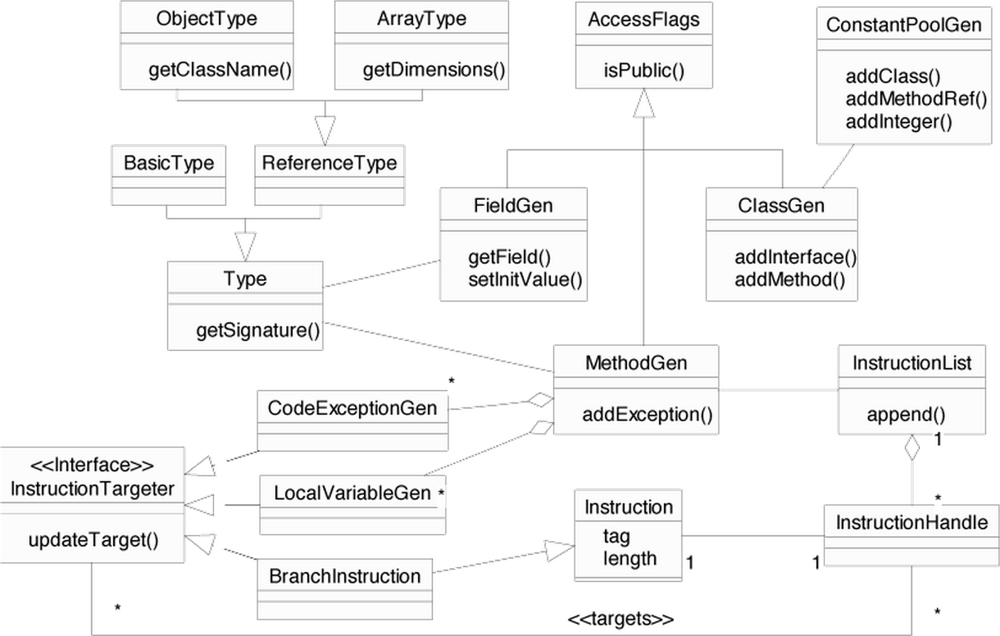 ObjectType
getClassName()
ArrayType
getDimensions()
AccessFlags
isPublic()
ConstantPoolGen
addClass()
addMethodRef()
addInteger()
BasicType
ReferenceType
FieldGen
getField()
setInitValue()
ClassGen
addInterface()
addMethod()
Type
getSignature()
MethodGen
addException()
InstructionList
append()
1
*
CodeExceptionGen
*
<<Interface>>
InstructionTargeter
updateTarget()
LocalVariableGen *
Instruction
tag
length
1
1
InstructionHandle
BranchInstruction
*
<<targets>>
*